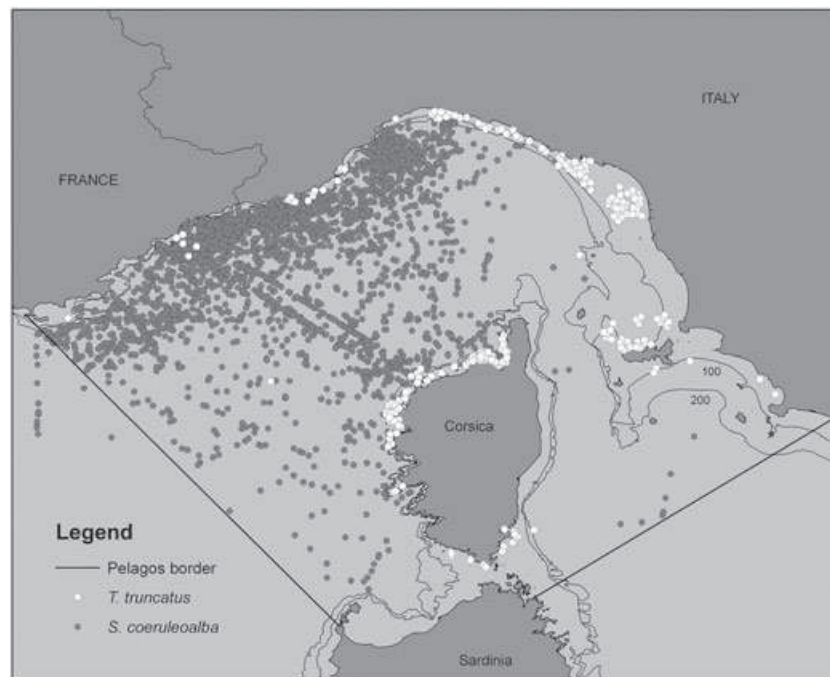 ITALY
FRANCE
100
200
Corsica
Legend
Pelagos border
T. truncatus
S. coeruleoalba
Sardinia